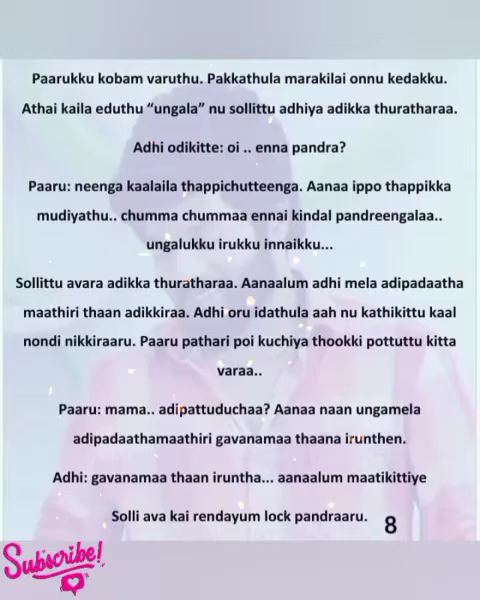 Paarukku kobam varuthu. Pakkathula marakilai onnu kedakku.
Athai kaila eduthu “ungala” nu sollittu adhiya adikka thuratharaa.
Adhi odikitte: oi .. enna pandra?
Paaru: neenga kaalaila thappichutteenga. Aanaa ippo thappikka
mudiyathu.. chumma chummaa ennai kindal pandreengalaa..
ungalukku irukku innaikku...
Sollittu avara adikka thuratharaa. Aanaalum adhi mela adipadaatha
maathiri thaan adikkiraa. Adhi oru idathula aah nu kathikittu kaal
nondi nikkiraaru. Paaru pathari poi kuchiya thookki pottuttu kitta
varaa..
Paaru: mama.. adipattuduchaa? Aanaa naan ungamela
adipadaathamaathiri gavanamaa thaana irunthen.
Adhi: gavanamaa thaan iruntha... aanaalum maatikittiye
Solli ava kai rendayum lock pandraaru.
8
Subscribe!